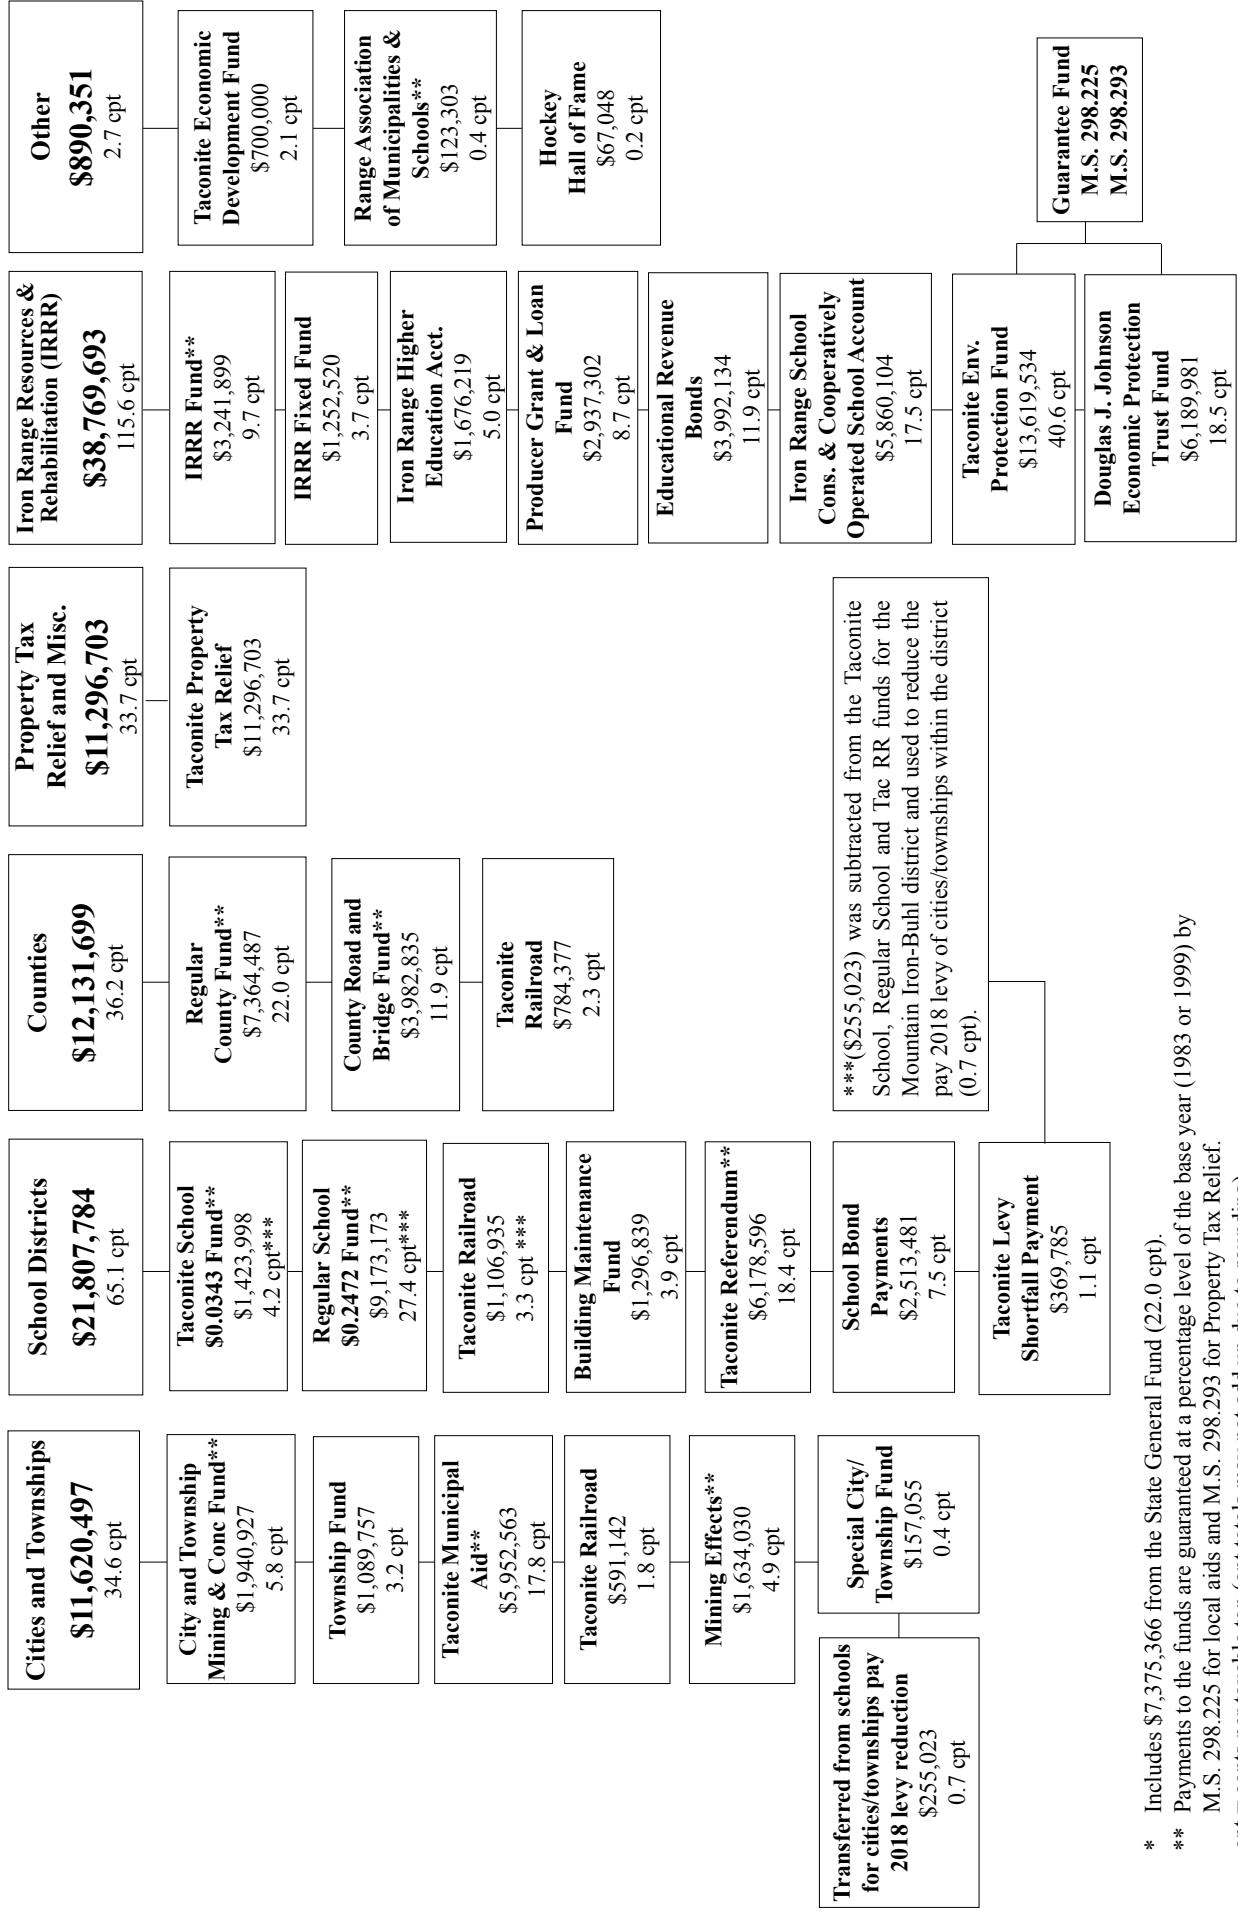 Cities and Townships
$11,620,497
34.6 cpt
City and Township
Mining & Conc Fund**
$1,940,927
5.8 cpt
Township Fund
$1,089,757
3.2 cpt
Taconite Municipal
Aid**
$5,952,563
17.8 cpt
Taconite Railroad
$591,142
1.8 cpt
Mining Effects**
$1,634,030
4.9 cpt
Special City/
Township Fund
$157,055
0.4 cpt
Transferred from schools
for cities/townships pay
2018 levy reduction
$255,023
0.7 cpt
School Districts
$21,807,784
65.1 cpt
Taconite School
$0.0343 Fund**
$1,423,998
4.2 cpt***
Regular School
$0.2472 Fund**
$9,173,173
27.4 cpt***
Taconite Railroad
$1,106,935
3.3 cpt ***
Building Maintenance
Fund
$1,296,839
3.9 cpt
Taconite Referendum**
$6,178,596
18.4 cpt
School Bond
Payments
$2,513,481
7.5 cpt
Taconite Levy
Shortfall Payment
$369,785
1.1 cpt
Counties
$12,131,699
36.2 cpt
Regular
County Fund**
$7,364,487
22.0 cpt
County Road and
Bridge Fund**
$3,982,835
11.9 cpt
Taconite
Railroad
$784,377
2.3 cpt
***($255,023) was subtracted from the Taconite
School, Regular School and Tac RR funds for the
Mountain Iron-Buhl district and used to reduce the
pay 2018 levy of cities/townships within the district
(0.7 cpt).
Property Tax
Relief and Misc.
$11,296,703
33.7 cpt
Taconite Property
Tax Relief
$11,296,703
33.7 cpt
Iron Range Resources &
Rehabilitation (IRRR)
$38,769,693
115.6 cpt
IRRR Fund**
$3,241,899
9.7 cpt
IRRR Fixed Fund
$1,252,520
3.7 cpt
Iron Range Higher
Education Acct.
$1,676,219
5.0 cpt
Producer Grant & Loan
Fund
$2,937,302
8.7 cpt
Educational Revenue
Bonds
$3,992,134
11.9 cpt
Iron Range School
Cons. & Cooperatively
Operated School Account
$5,860,104
17.5 cpt
Taconite Env.
Protection Fund
$13,619,534
40.6 cpt
Douglas J. Johnson
Economic Protection
Trust Fund
$6,189,981
18.5 cpt
Other
$890,351
2.7 cpt
Taconite Economic
Development Fund
$700,000
2.1 cpt
Range Association
of Municipalities &
Schools**
$123,303
0.4 cpt
Hockey
Hall of Fame
$67,048
0.2 cpt
Guarantee Fund
M.S. 298.225
M.S. 298.293
* Includes $7,375,366 from the State General Fund (22.0 cpt).
** Payments to the funds are guaranteed at a percentage level of the base year (1983 or 1999) by
M.S. 298.225 for local aids and M.S. 298.293 for Property Tax Relief.